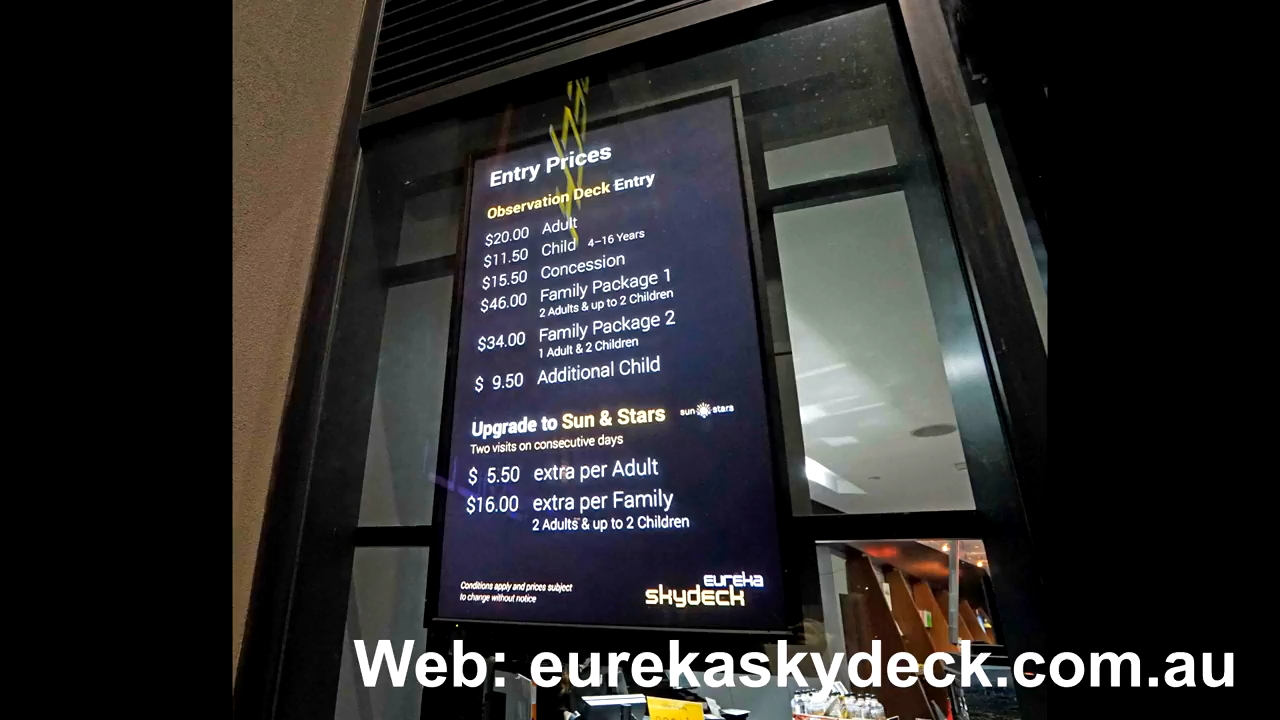 Entry Prices
Observation Deck Entry
$20.00 Adult
$11.50 Child 4–16 Years
$15.50 Concession
$46.00 Family Package 1
2 Adults & up to 2 Children
$34.00 Family Package 2
1 Adult & 2 Children
$ 9.50 Additional Child
Upgrade to Sun & Stars sun stars
Two visits on consecutive days
$ 5.50 extra per Adult
$16.00 extra per Family
2 Adults & up to 2 Children
Conditions apply and prices subject
to change without notice
eureka
skydeck
Web: eurekaskydeck.com.au